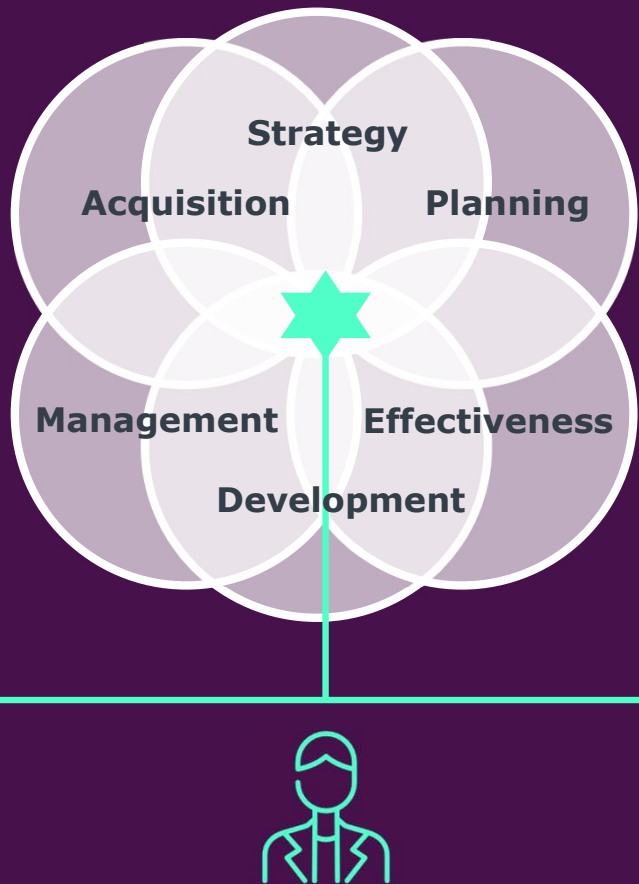 Strategy
Acquisition
Planning
Management
Effectiveness
Development